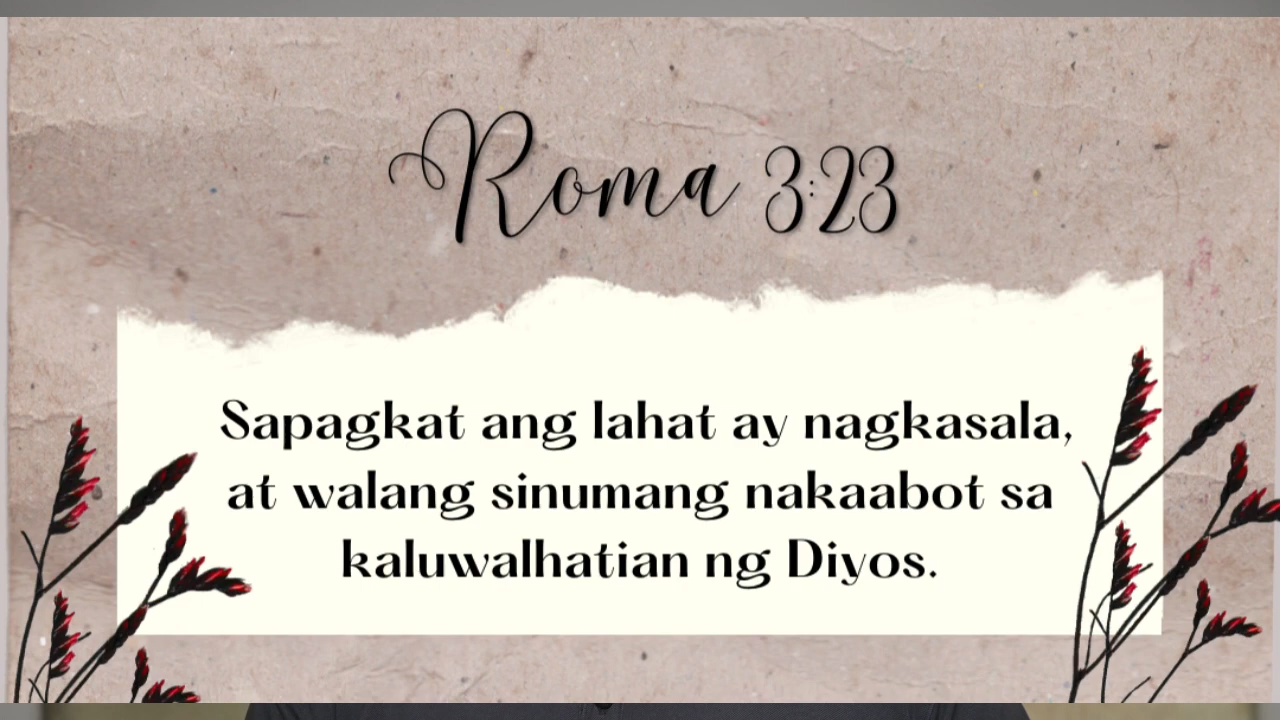 Roma 3:23
Sapagkat ang lahat ay nagkasala,
at walang sinumang nakaabot sa
kaluwalhatian ng Diyos.